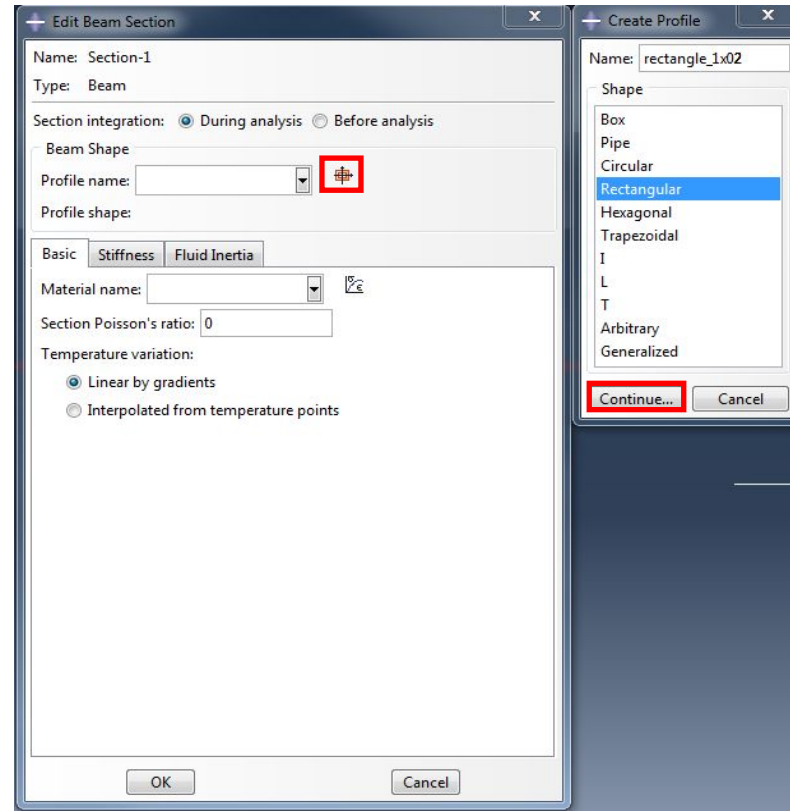 Edit Beam Section
Name: Section-1
Type: Beam
Section integration: During analysis Before analysis
Beam Shape
Profile name:
Profile shape:
Basic Stiffness Fluid Inertia
Material name:
Section Poisson's ratio: 0
Temperature variation:
Linear by gradients
Interpolated from temperature points
OK Cancel
Create Profile
Name: rectangle_1x02
Shape
Box
Pipe
Circular
Rectangular
Hexagonal
Trapezoidal
I
L
T
Arbitrary
Generalized
Continue... Cancel